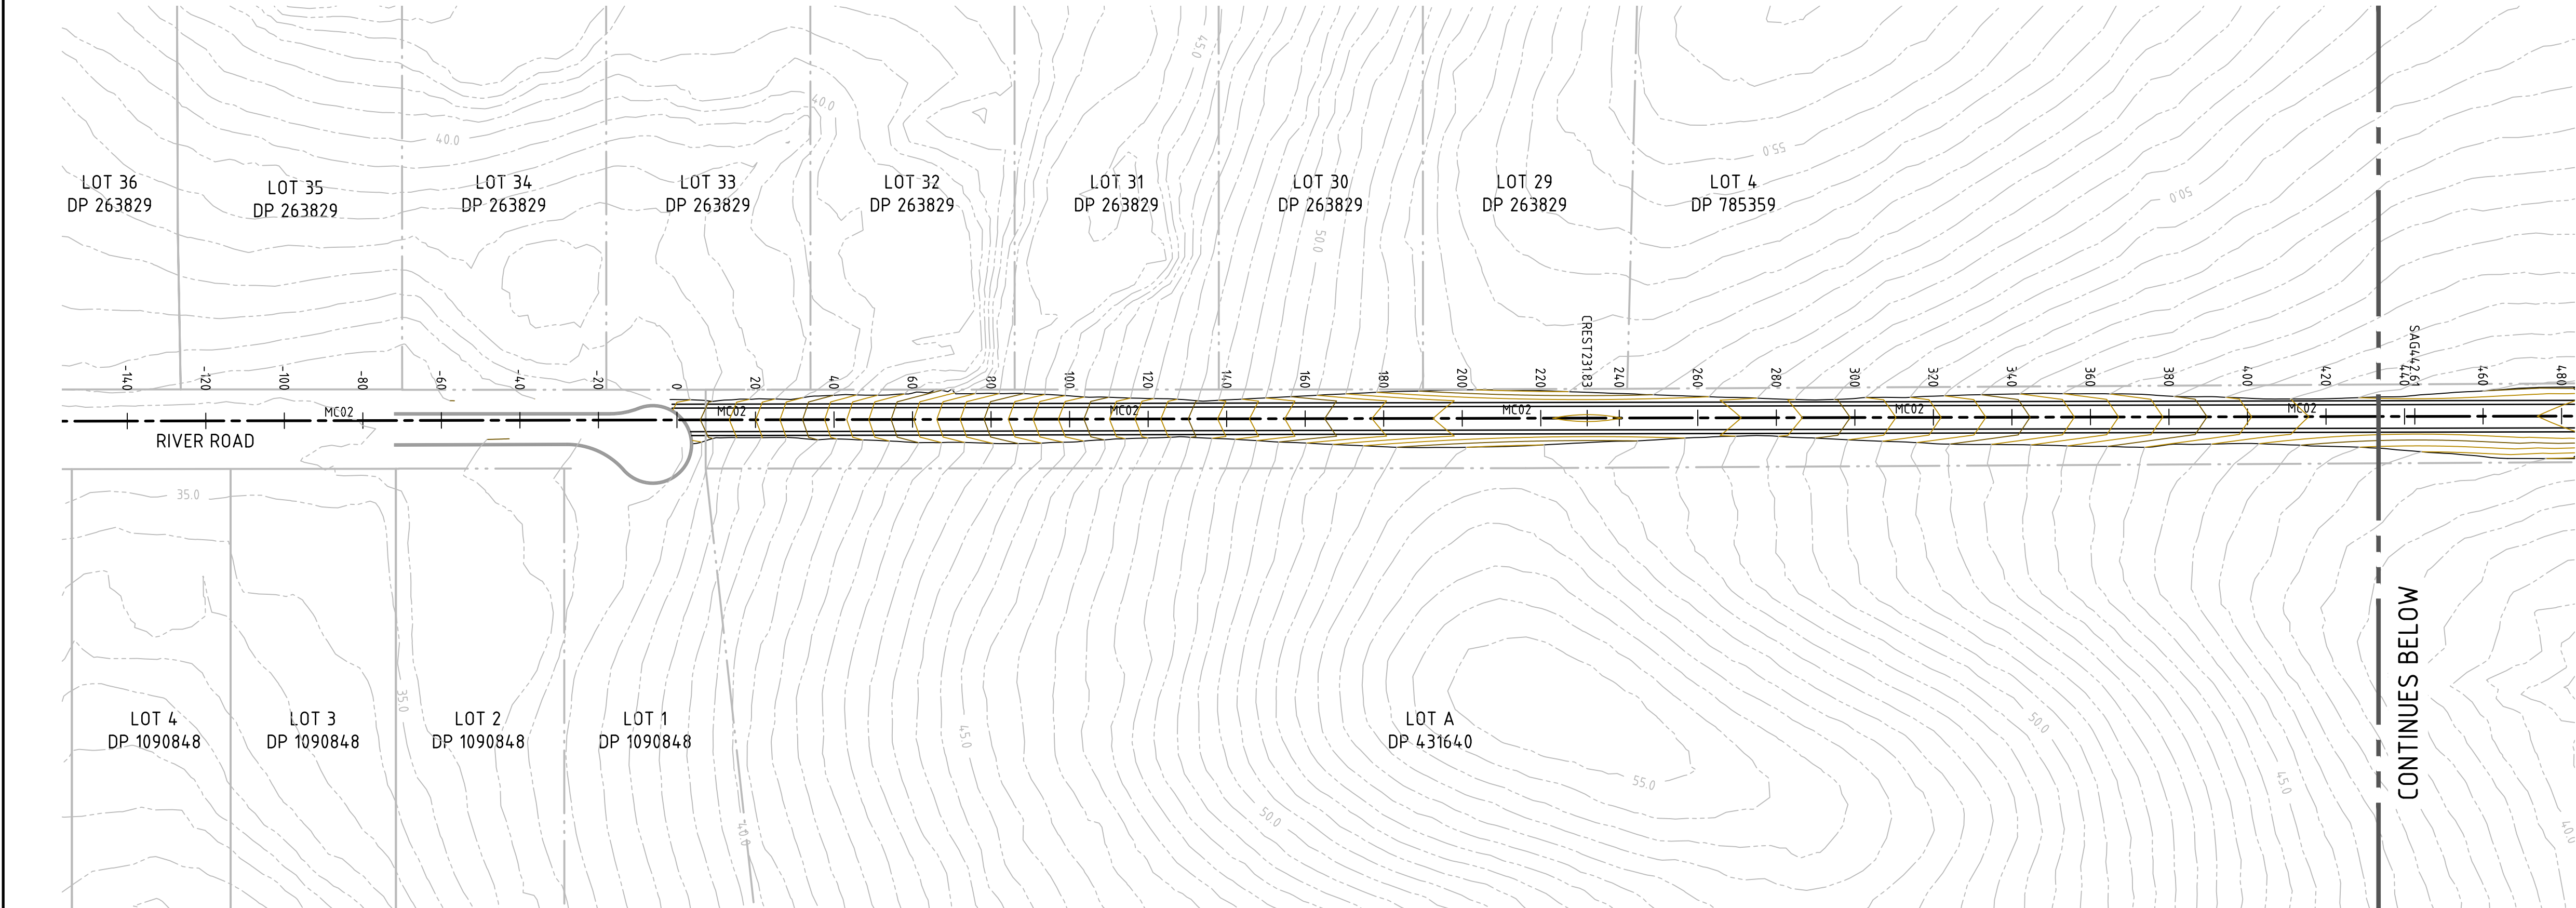 45.0
40.0
40.0
55.0
50.0
50.0
LOT 36
DP 263829
LOT 35
DP 263829
LOT 34
DP 263829
LOT 33
DP 263829
LOT 32
DP 263829
LOT 31
DP 263829
LOT 30
DP 263829
LOT 29
DP 263829
LOT 4
DP 785359
CREST231.83
SAG442.61
-140
-120
-100
-80
-60
-40
-20
0
20
40
60
80
100
120
140
160
180
200
220
240
260
280
300
320
340
360
380
400
420
440
460
480
MC02
MC02
MC02
MC02
MC02
MC02
RIVER ROAD
35.0
35.0
LOT 4
DP 1090848
LOT 3
DP 1090848
LOT 2
DP 1090848
LOT 1
DP 1090848
LOT A
DP 431640
45.0
50.0
55.0
50.0
45.0
40.0
40.0
CONTINUES BELOW